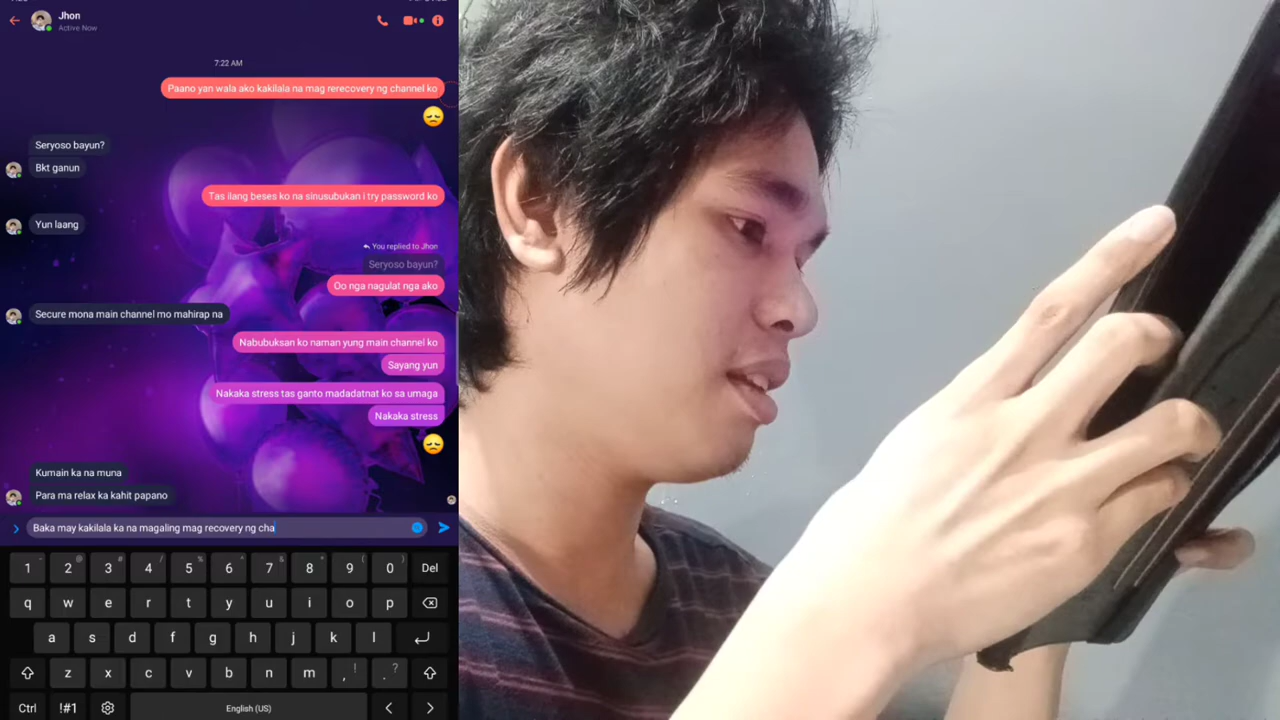 Jhon
Active Now
7:22 AM
Paano yan wala ako kakilala na mag rerecovery ng channel ko
Seryoso bayun?
Bkt ganun
Tas ilang beses ko na sinusubukan i try password ko
Yun laang
You replied to Jhon
Seryoso bayun?
Oo nga nagulat nga ako
Secure mona main channel mo mahirap na
Nabubuksan ko naman yung main channel ko
Sayang yun
Nakaka stress tas ganto madadatnat ko sa umaga
Nakaka stress
Kumain ka na muna
Para ma relax ka kahit papano
Baka may kakilala ka na magaling mag recovery ng cha
1 2 3 4 5 6 7 8 9 0 Del
q w e r t y u i o p
a s d f g h j k l
z x c v b n m , ! . ?
Ctrl !#1 English (US) < >